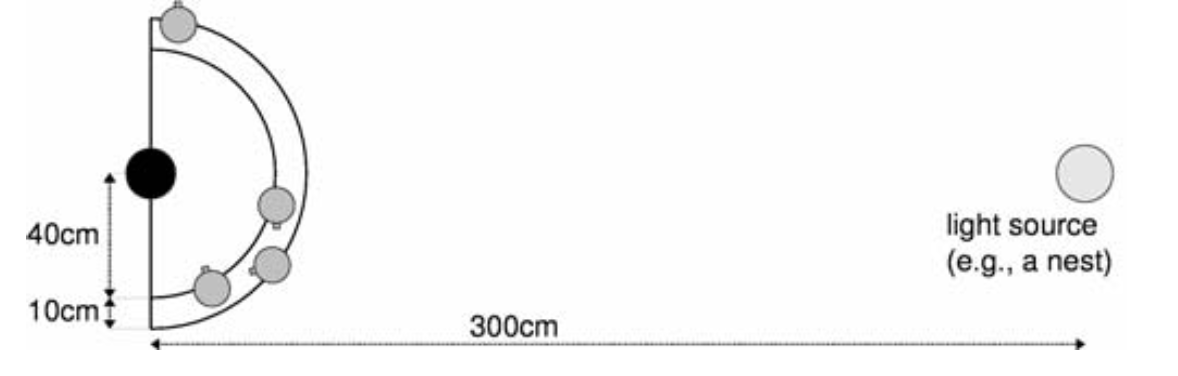 40cm
10cm
300cm
light source
(e.g., a nest)